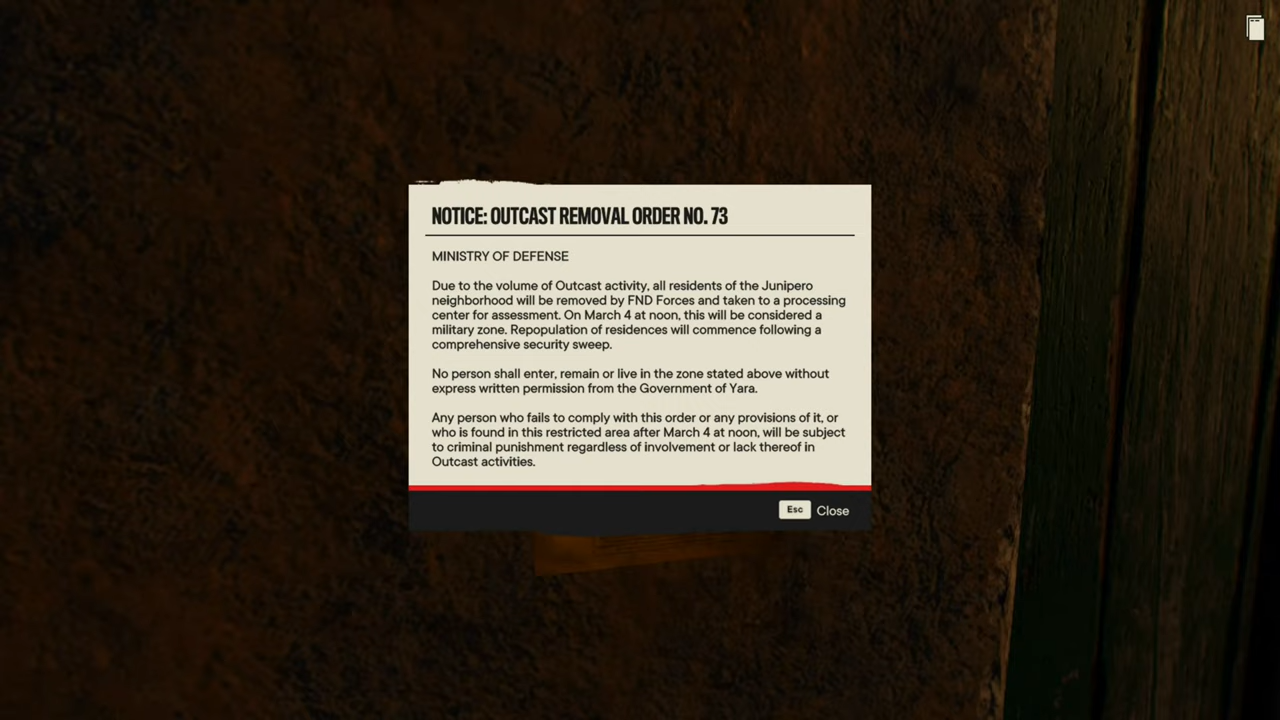 NOTICE: OUTCAST REMOVAL ORDER NO. 73
MINISTRY OF DEFENSE
Due to the volume of Outcast activity, all residents of the Junipero
neighborhood will be removed by FND Forces and taken to a processing
center for assessment. On March 4 at noon, this will be considered a
military zone. Repopulation of residences will commence following a
comprehensive security sweep.
No person shall enter, remain or live in the zone stated above without
express written permission from the Government of Yara.
Any person who fails to comply with this order or any provisions of it, or
who is found in this restricted area after March 4 at noon, will be subject
to criminal punishment regardless of involvement or lack thereof in
Outcast activities.
Esc Close